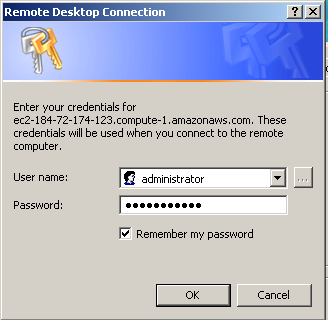 Remote Desktop Connection
Enter your credentials for
ec2-184-72-174-123.compute-1.amazonaws.com. These
credentials will be used when you connect to the remote
computer.
User name: administrator
...
Password: ●●●●●●●●●●●
Remember my password
OK Cancel